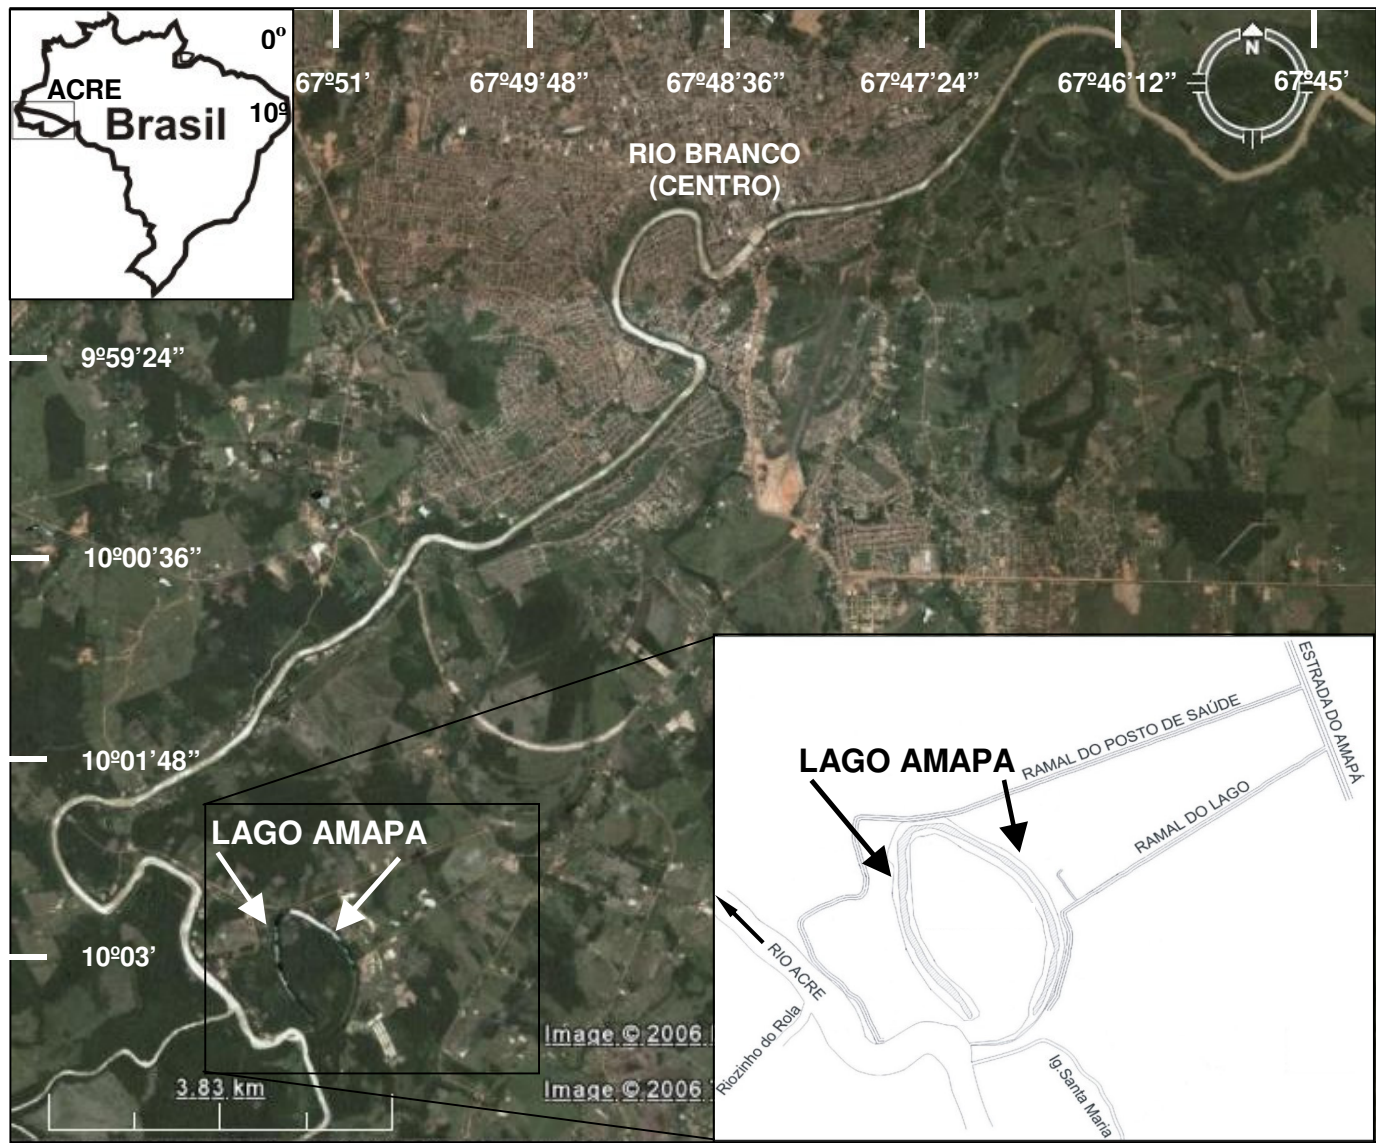 0º
ACRE
10º
Brasil
67º51'
67º49'48”
67º48'36”
67º47'24”
67º46'12”
67º45'
N
RIO BRANCO
(CENTRO)
9º59'24”
10º00'36”
10º01'48”
10º03'
LAGO AMAPA
3.83 km
Image © 2006
Image © 2006
ESTRADA DO AMAPÁ
RAMAL DO POSTO DE SAÚDE
LAGO AMAPA
RAMAL DO LAGO
RIO ACRE
Riozinho do Rola
Ig.Santa Maria